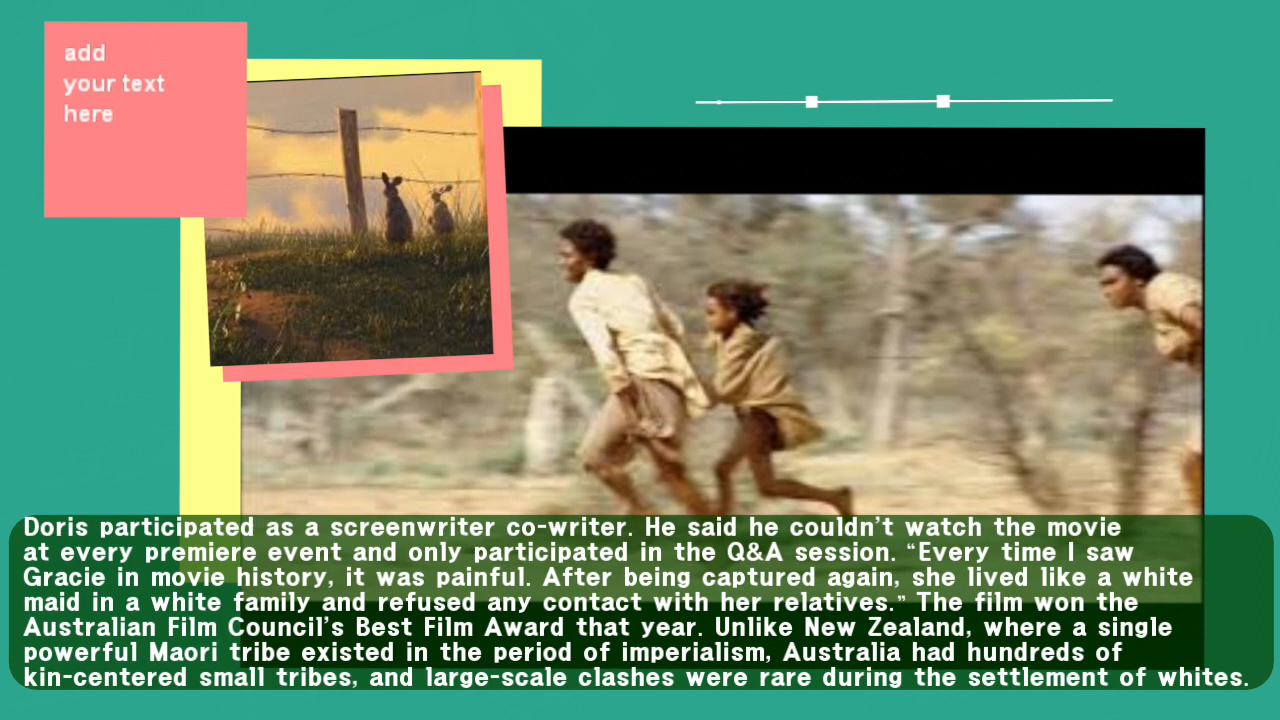 add
your text
here
Doris participated as a screenwriter co-writer. He said he couldn't watch the movie
at every premiere event and only participated in the Q&A session. “Every time I saw
Gracie in movie history, it was painful. After being captured again, she lived like a white
maid in a white family and refused any contact with her relatives.” The film won the
Australian Film Council's Best Film Award that year. Unlike New Zealand, where a single
powerful Maori tribe existed in the period of imperialism, Australia had hundreds of
kin-centered small tribes, and large-scale clashes were rare during the settlement of whites.